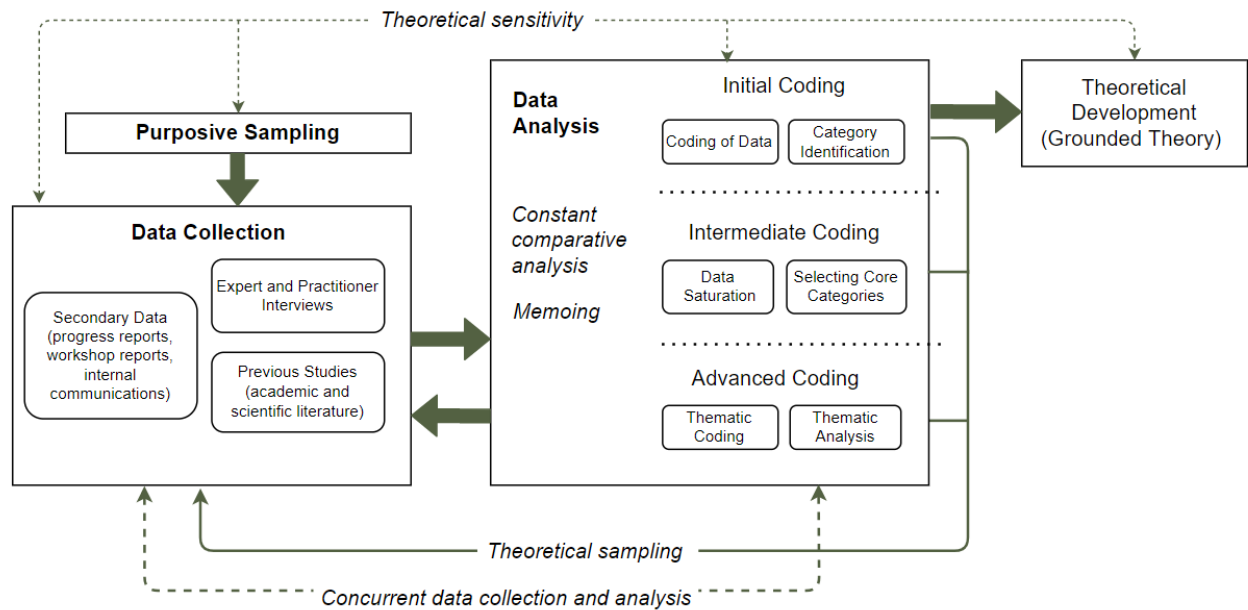 Theoretical sensitivity
Purposive Sampling
Data Collection
Secondary Data
(progress reports,
workshop reports,
internal
communications)
Expert and Practitioner
Interviews
Previous Studies
(academic and
scientific literature)
Data
Analysis
Constant
comparative
analysis
Memoing
Initial Coding
Coding of Data
Category
Identification
Intermediate Coding
Data
Saturation
Selecting Core
Categories
Advanced Coding
Thematic
Coding
Thematic
Analysis
Theoretical
Development
(Grounded Theory)
Theoretical sampling
Concurrent data collection and analysis